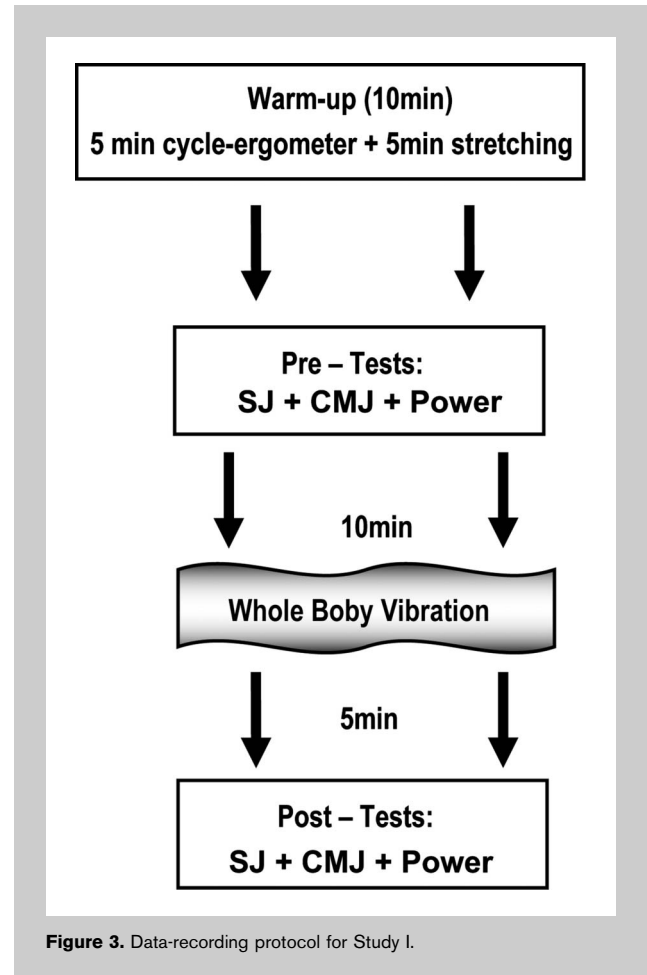 Warm-up (10min)
5 min cycle-ergometer + 5min stretching
Pre – Tests:
SJ + CMJ + Power
10min
Whole Boby Vibration
5min
Post – Tests:
SJ + CMJ + Power
Figure 3. Data-recording protocol for Study I.